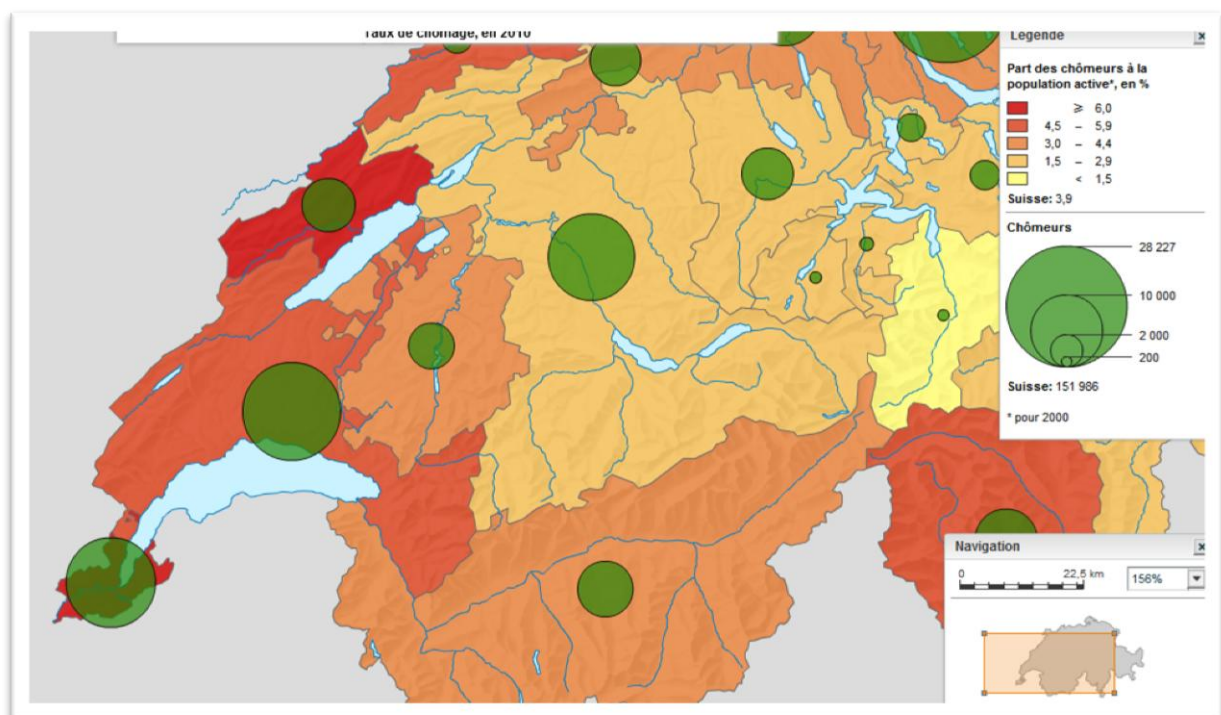 Taux de chômage, en 2010
Légende
Part des chômeurs à la
population active*, en %
≥ 6,0
4,5 – 5,9
3,0 – 4,4
1,5 – 2,9
< 1,5
Suisse: 3,9
Chômeurs
28 227
10 000
2 000
200
Suisse: 151 986
* pour 2000
Navigation
0 22,5 km
156%